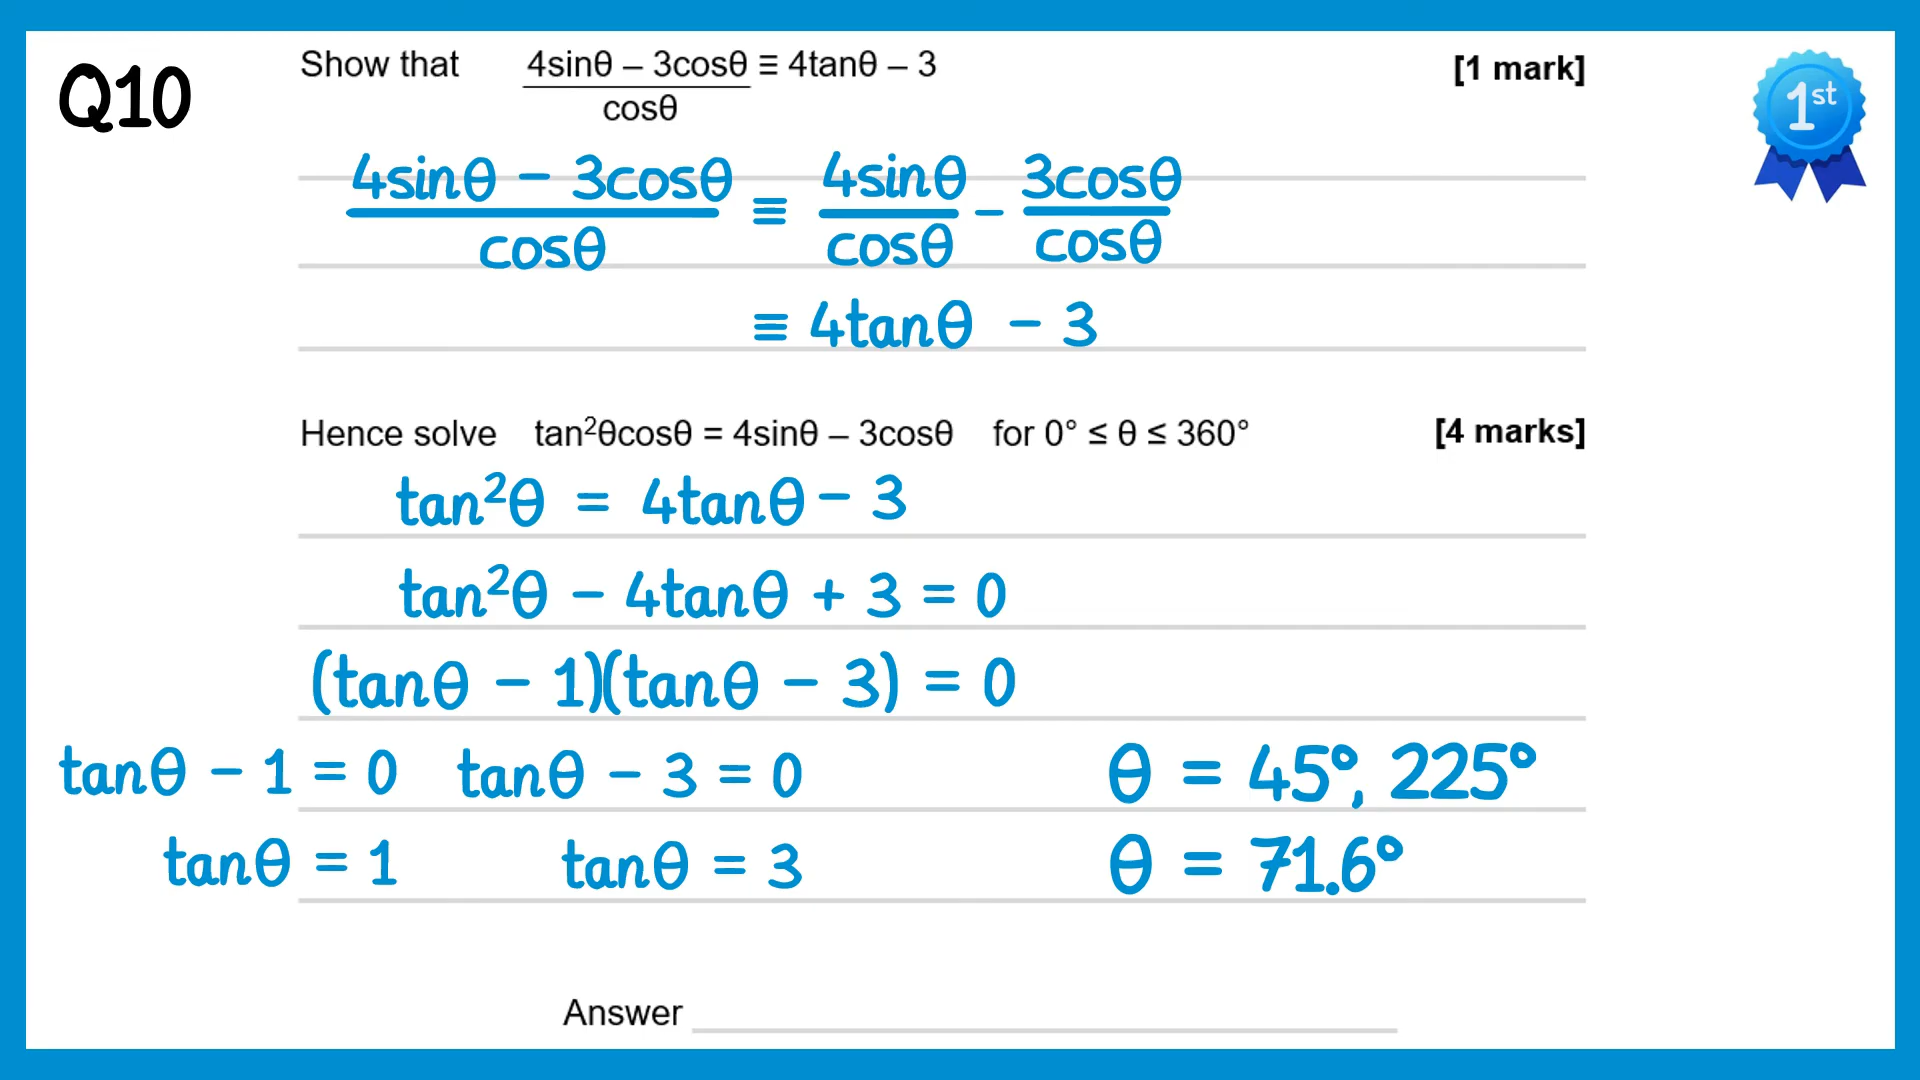 Q10
Show that 4sinθ – 3cosθ / cosθ ≡ 4tanθ – 3 [1 mark]
1st
4sinθ – 3cosθ / cosθ ≡ 4sinθ / cosθ – 3cosθ / cosθ
≡ 4tanθ – 3
Hence solve tan²θcosθ = 4sinθ – 3cosθ for 0° ≤ θ ≤ 360° [4 marks]
tan²θ = 4tanθ – 3
tan²θ – 4tanθ + 3 = 0
(tanθ – 1)(tanθ – 3) = 0
tanθ – 1 = 0 tanθ – 3 = 0 θ = 45°, 225°
tanθ = 1 tanθ = 3 θ = 71.6°
Answer